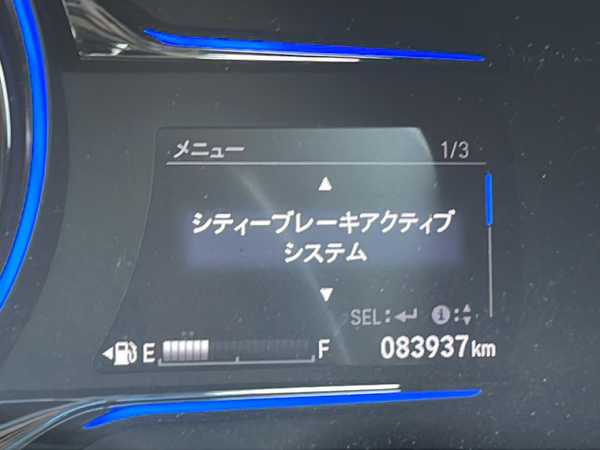 メニュー 1/3
▲
シティーブレーキアクティブ
システム
▼
SEL:↵ i:▲▼
E F 083937km